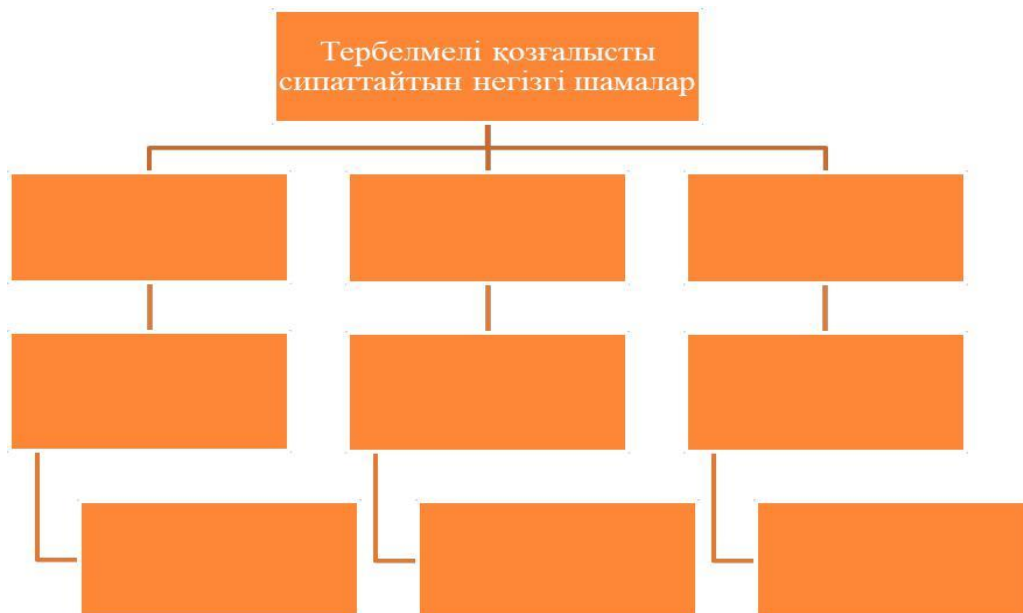 Тербелмелі қозғалысты
сипаттайтын негізгі шамалар